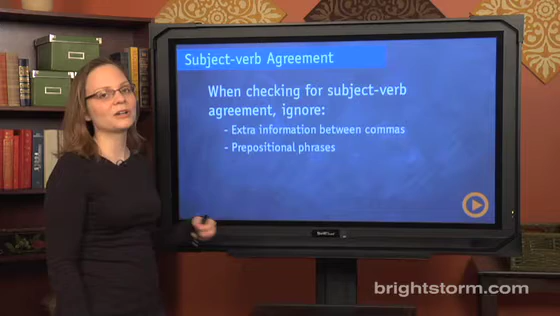 Subject-verb Agreement
When checking for subject-verb
agreement, ignore:
- Extra information between commas
- Prepositional phrases
brightstorm.com